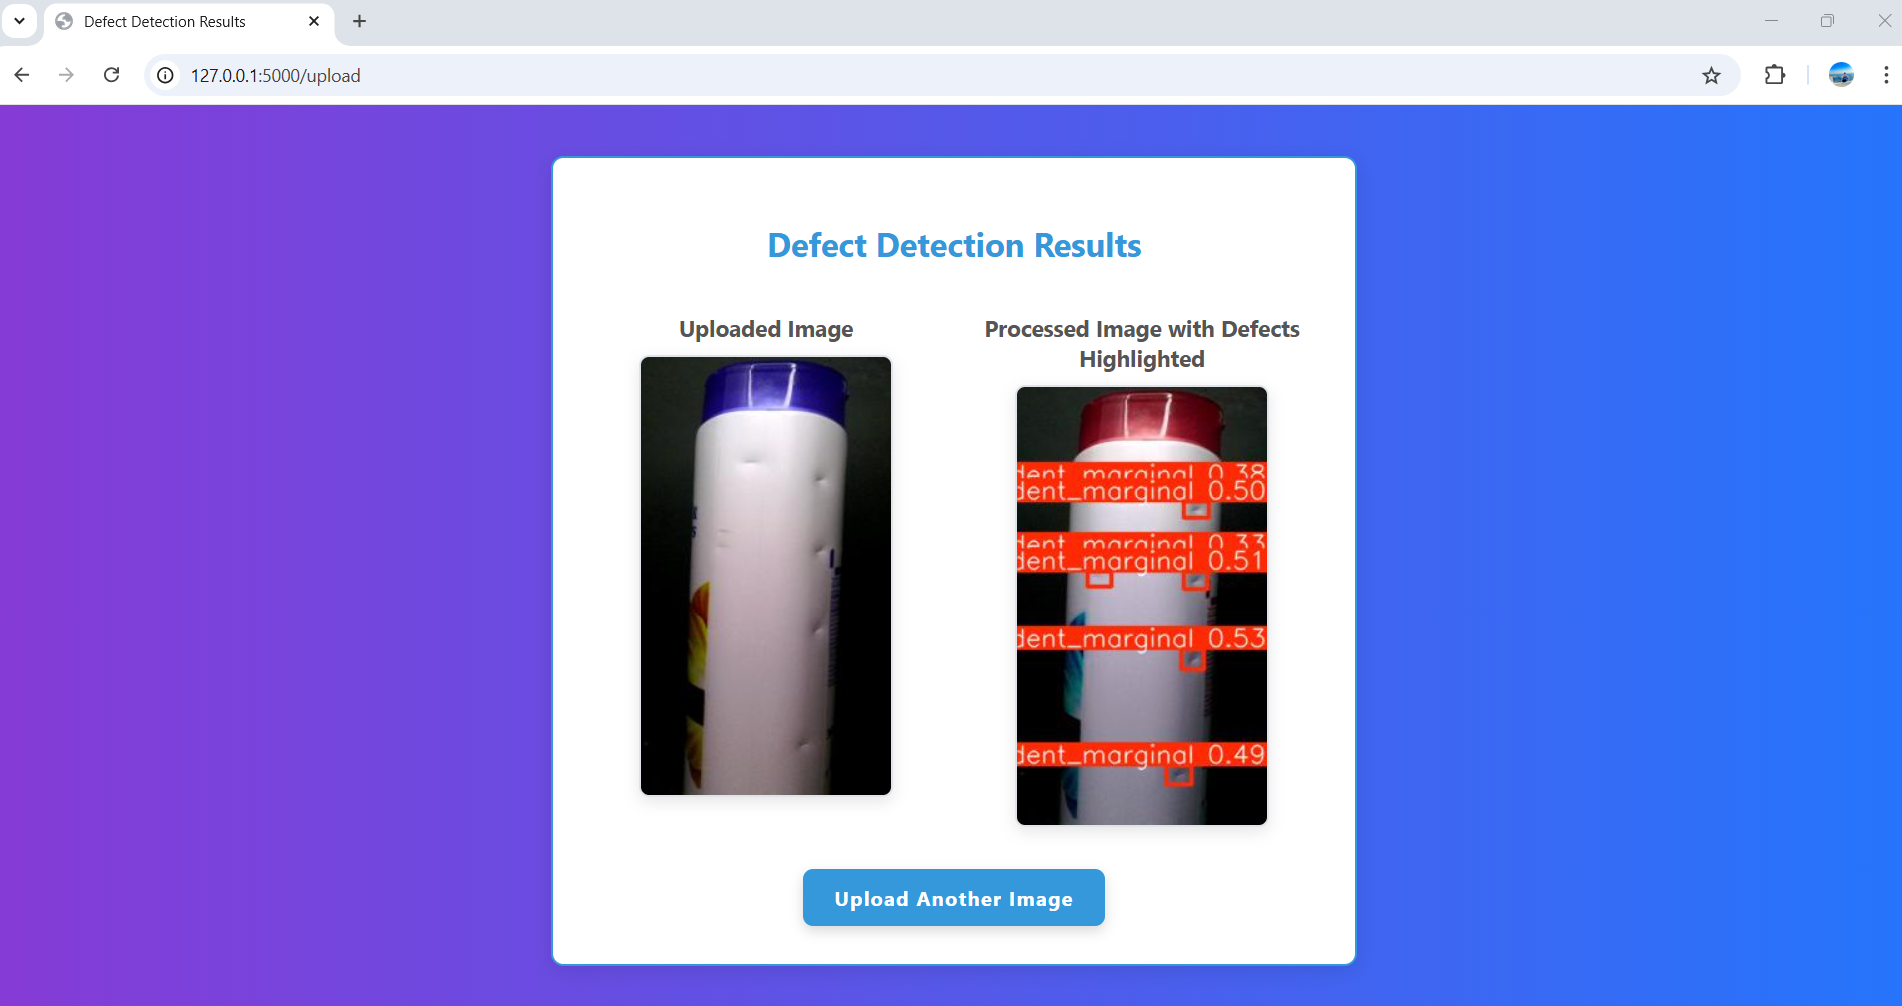 Defect Detection Results
127.0.0.1:5000/upload
Defect Detection Results
Uploaded Image
Processed Image with Defects
Highlighted
dent_marginal 0.38
dent_marginal 0.50
dent_marginal 0.33
dent_marginal 0.51
dent_marginal 0.53
dent_marginal 0.49
Upload Another Image